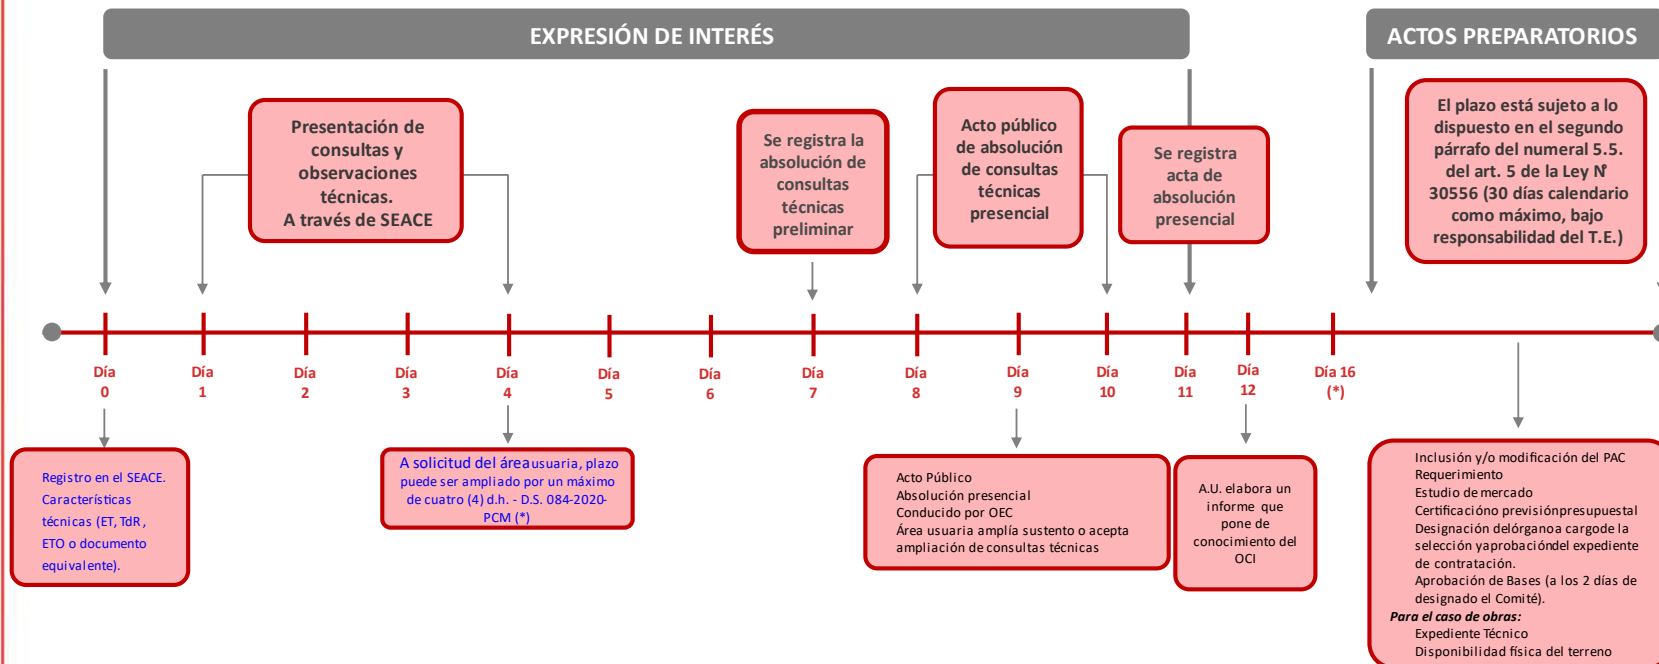 EXPRESIÓN DE INTERÉS
ACTOS PREPARATORIOS
Presentación de
consultas y
observaciones
técnicas.
A través de SEACE
Se registra la
absolución de
consultas
técnicas
preliminar
Acto público
de absolución
de consultas
técnicas
presencial
Se registra
acta de
absolución
presencial
El plazo está sujeto a lo
dispuesto en el segundo
párrafo del numeral 5.5.
del art. 5 de la Ley N°
30556 (30 días calendario
como máximo, bajo
responsabilidad del T.E.)
Día
0
Día
1
Día
2
Día
3
Día
4
Día
5
Día
6
Día
7
Día
8
Día
9
Día
10
Día
11
Día
12
Día 16
(*)
Registro en el SEACE.
Características
técnicas (ET, TdR,
ETO o documento
equivalente).
A solicitud del área usuaria, plazo
puede ser ampliado por un máximo
de cuatro (4) d.h. - D.S. 084-2020-
PCM (*)
Acto Público
Absolución presencial
Conducido por OEC
Área usuaria amplía sustento o acepta
ampliación de consultas técnicas
A.U. elabora un
informe que
pone de
conocimiento del
OCI
Inclusión y/o modificación del PAC
Requerimiento
Estudio de mercado
Certificacióno previsiónpresupuestal
Designación delórganoa cargode la
selección yaprobacióndel expediente
de contratación.
Aprobación de Bases (a los 2 días de
designado el Comité).
Para el caso de obras:
Expediente Técnico
Disponibilidad física del terreno